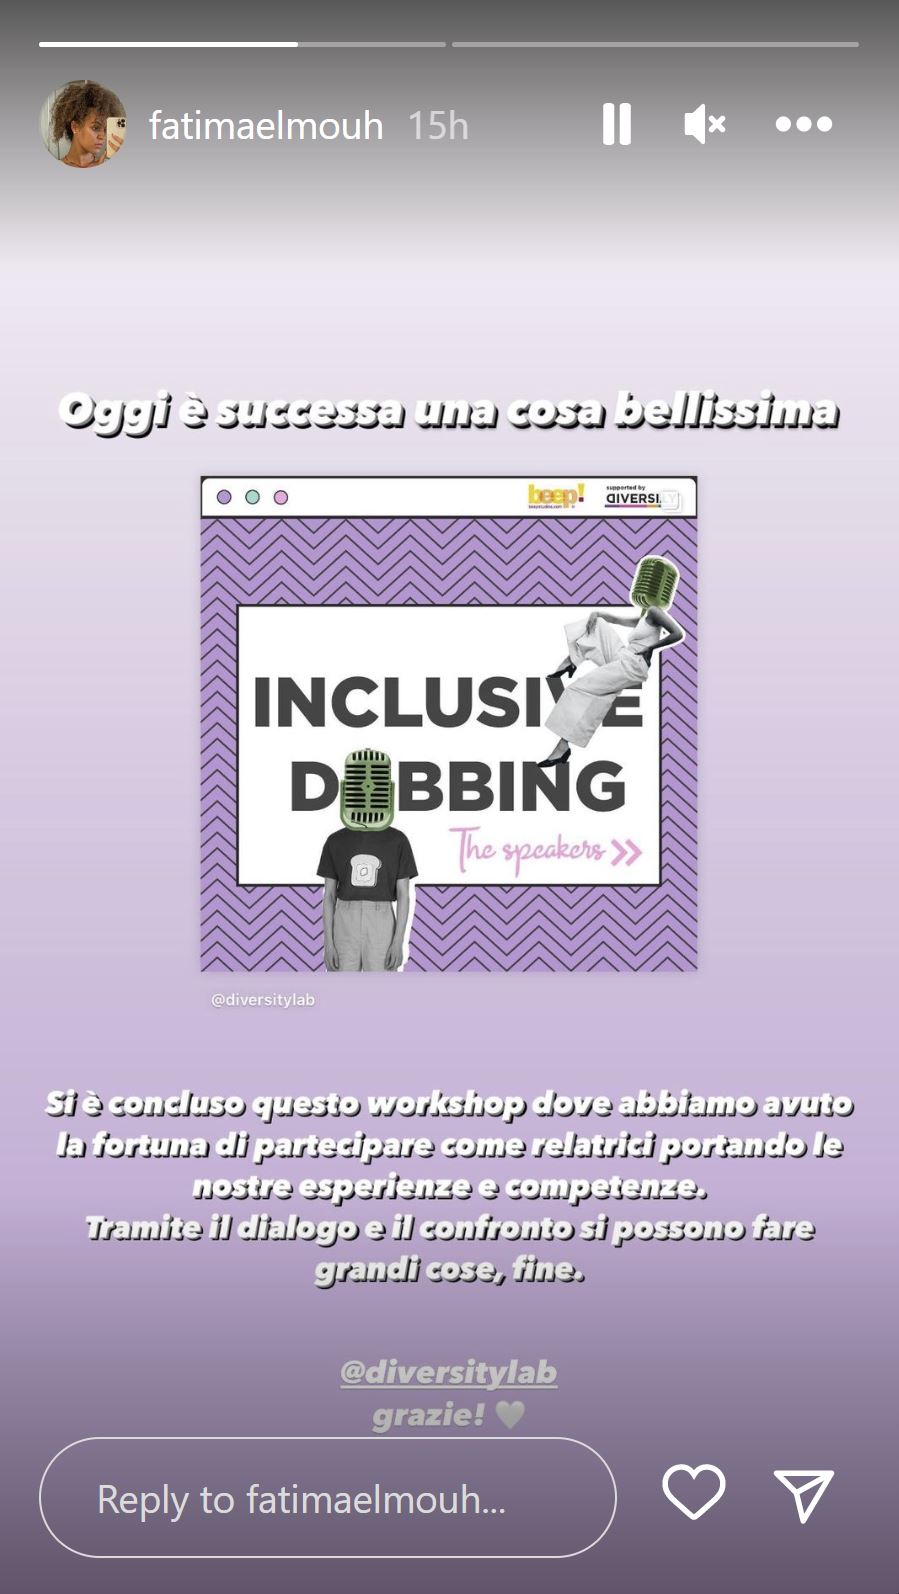 fatimaelmouh 15h
Oggi è successa una cosa bellissima
beep!
supported by
DIVERSITY
INCLUSIVE
DUBBING
The speakers >>
@diversitylab
Si è concluso questo workshop dove abbiamo avuto
la fortuna di partecipare come relatrici portando le
nostre esperienze e competenze.
Tramite il dialogo e il confronto si possono fare
grandi cose, fine.
@diversitylab
grazie! 🤍
Reply to fatimaelmouh...